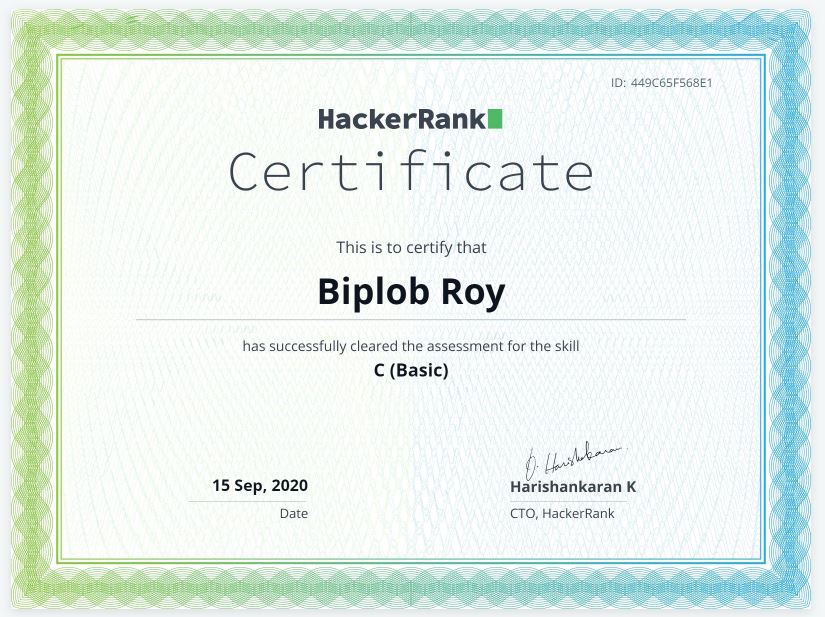 ID: 449C65F568E1
HackerRank
Certificate
This is to certify that
Biplob Roy
has successfully cleared the assessment for the skill
C (Basic)
15 Sep, 2020
Date
Harishankaran K
CTO, HackerRank